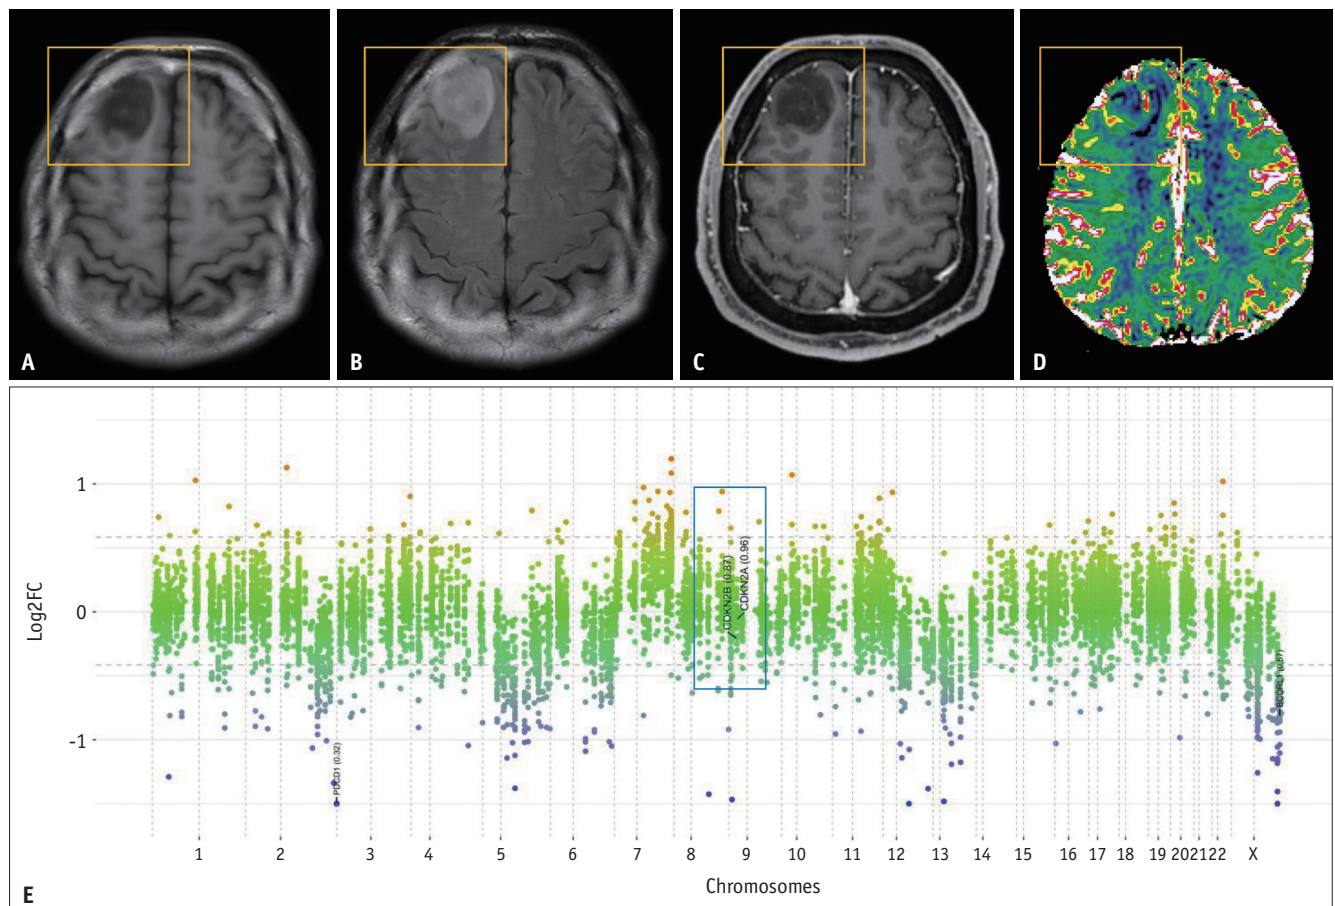 A
B
C
D
Log2FC
1
0
-1
CDKN2B (0.87)
CDKN2A (0.96)
PDCD1 (0.32)
BCORL1 (0.57)
1 2 3 4 5 6 7 8 9 10 11 12 13 14 15 16 17 18 19 20 21 22 X
Chromosomes
E